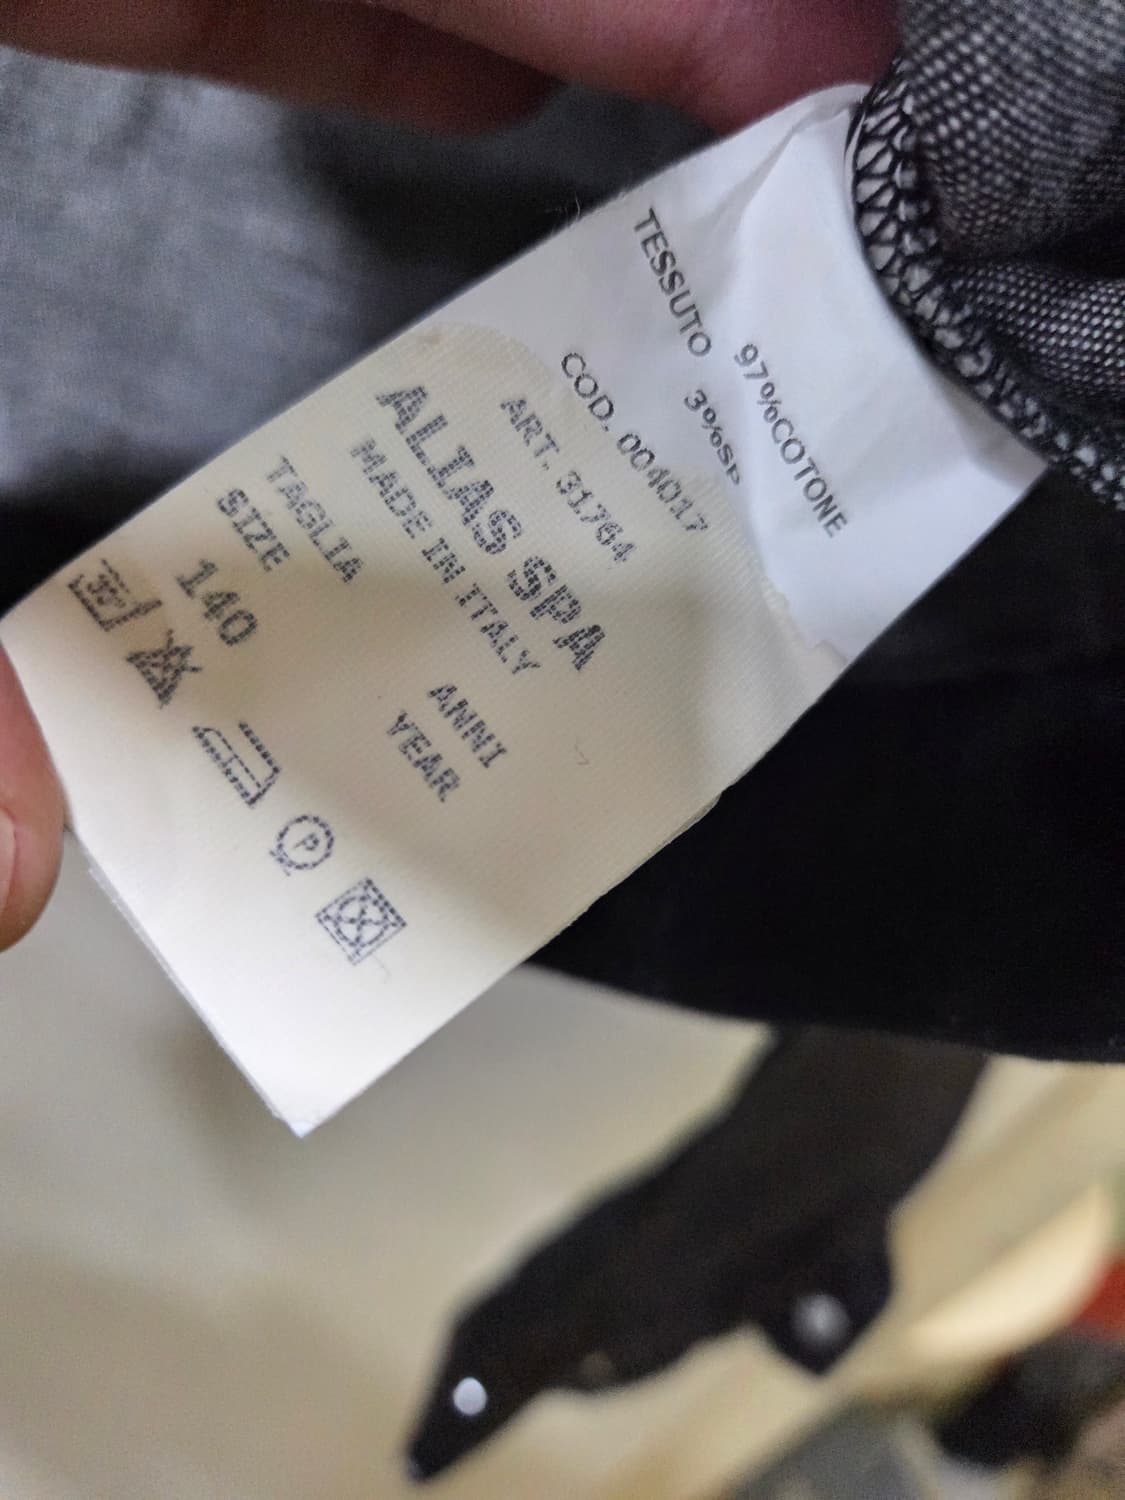 97%COTONE
TESSUTO 3%SP
COD. 004017
ART. 31764
ALIAS SPA
MADE IN ITALY
ANNI
YEAR
TAGLIA
SIZE 140
30°
P